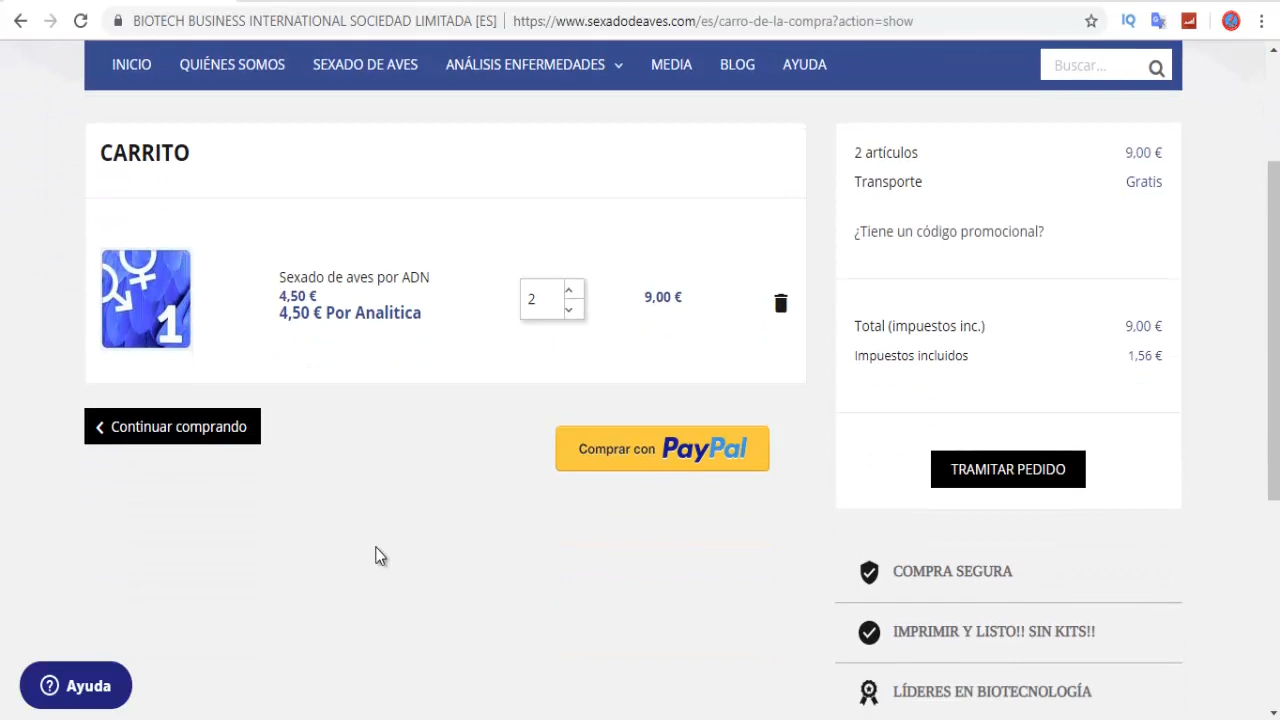 BIOTECH BUSINESS INTERNATIONAL SOCIEDAD LIMITADA [ES] https://www.sexadodeaves.com/es/carro-de-la-compra?action=show
IQ
INICIO QUIÉNES SOMOS SEXADO DE AVES ANÁLISIS ENFERMEDADES MEDIA BLOG AYUDA Buscar...
CARRITO
1
Sexado de aves por ADN
4,50 €
4,50 € Por Analitica
2
9,00 €
Continuar comprando
Comprar con PayPal
2 artículos 9,00 €
Transporte Gratis
¿Tiene un código promocional?
Total (impuestos inc.) 9,00 €
Impuestos incluidos 1,56 €
TRAMITAR PEDIDO
COMPRA SEGURA
IMPRIMIR Y LISTO!! SIN KITS!!
LÍDERES EN BIOTECNOLOGÍA
? Ayuda